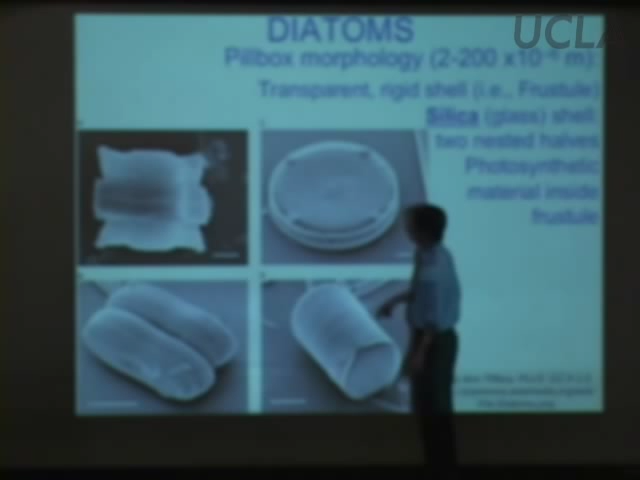 UCLA
DIATOMS
Pillbox morphology (2-200 x10⁻⁶ m):
Transparent, rigid shell (i.e., Frustule)
Silica (glass) shell:
two nested halves
Photosynthetic
material inside
frustule